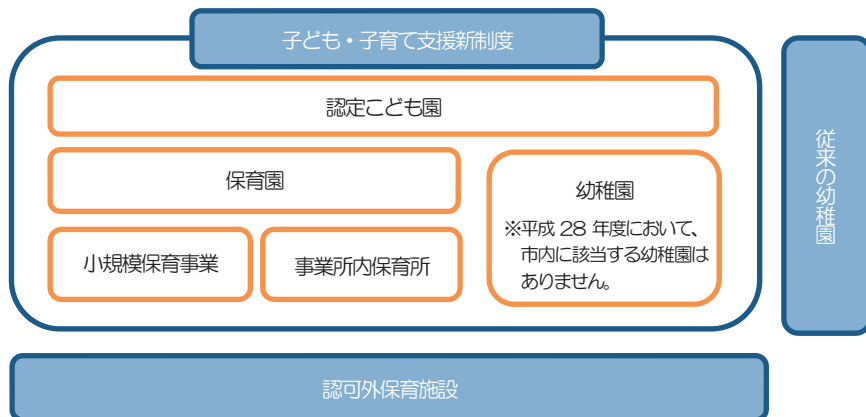 子ども・子育て支援新制度
認定こども園
保育園
幼稚園
※平成 28 年度において、
市内に該当する幼稚園は
ありません。
小規模保育事業
事業所内保育所
従来の幼稚園
認可外保育施設